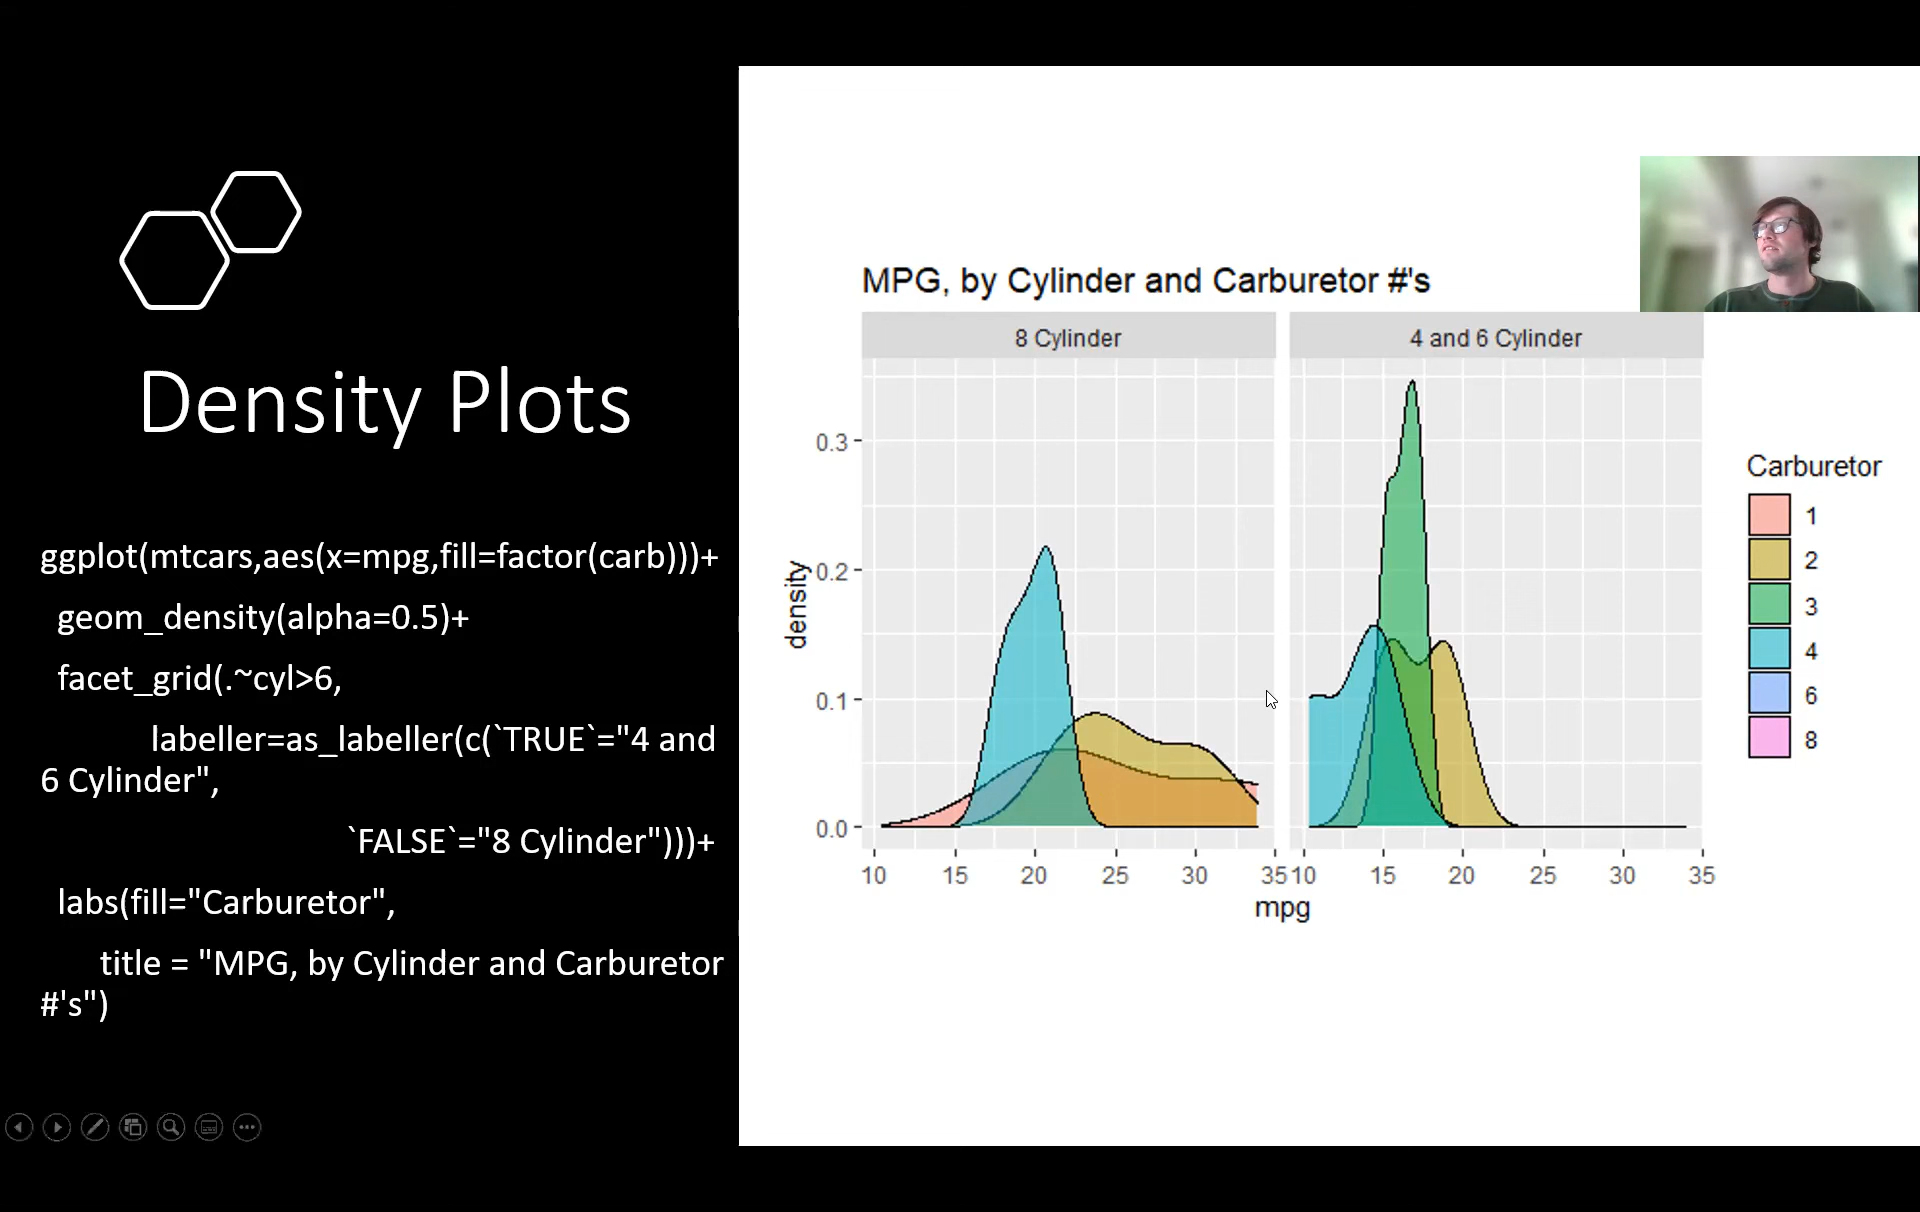 Density Plots
ggplot(mtcars,aes(x=mpg,fill=factor(carb)))+
geom_density(alpha=0.5)+
facet_grid(.~cyl>6,
labeller=as_labeller(c(`TRUE`="4 and
6 Cylinder",
`FALSE`="8 Cylinder")))+
labs(fill="Carburetor",
title = "MPG, by Cylinder and Carburetor
#'s")
MPG, by Cylinder and Carburetor #'s
8 Cylinder
4 and 6 Cylinder
density
0.3
0.2
0.1
0.0
10 15 20 25 30 35
10 15 20 25 30 35
mpg
Carburetor
1
2
3
4
6
8